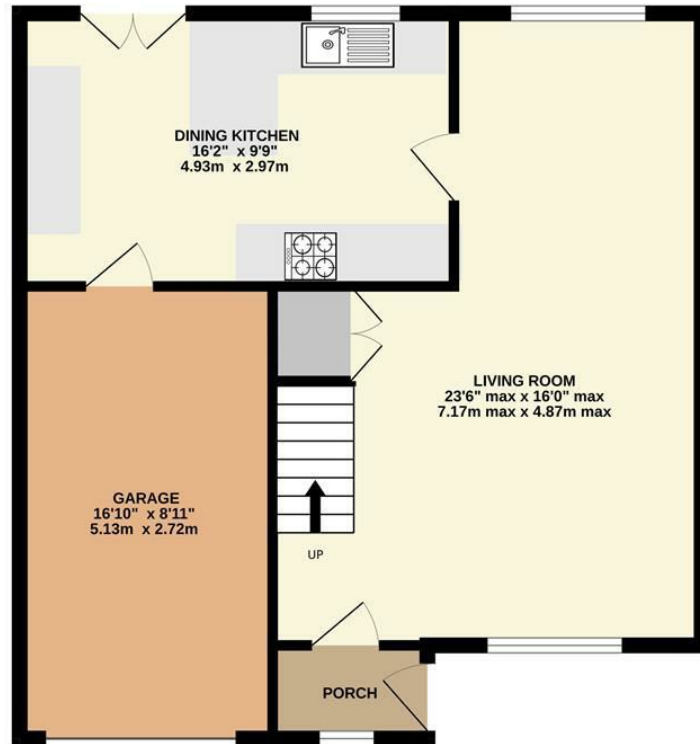 DINING KITCHEN
16'2" x 9'9"
4.93m x 2.97m
LIVING ROOM
23'6" max x 16'0" max
7.17m max x 4.87m max
GARAGE
16'10" x 8'11"
5.13m x 2.72m
UP
PORCH